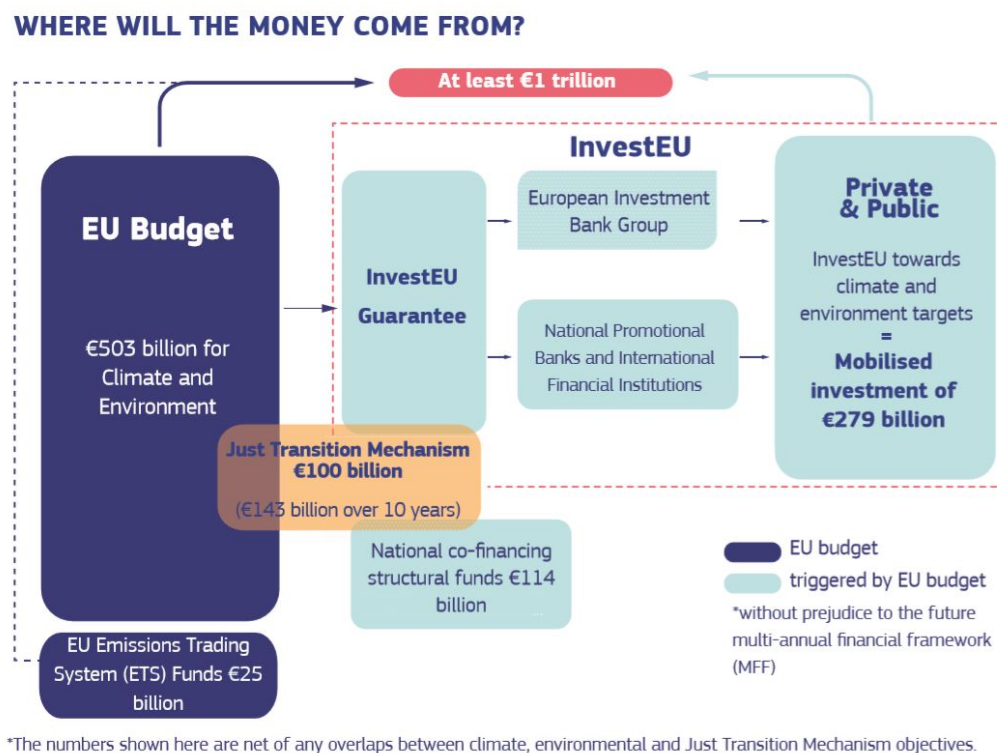 WHERE WILL THE MONEY COME FROM?
At least €1 trillion
EU Budget
€503 billion for
Climate and
Environment
InvestEU
InvestEU
Guarantee
European Investment
Bank Group
National Promotional
Banks and International
Financial Institutions
Private
& Public
InvestEU towards
climate and
environment targets
=
Mobilised
investment of
€279 billion
Just Transition Mechanism
€100 billion
(€143 billion over 10 years)
National co-financing
structural funds €114
billion
EU Emissions Trading
System (ETS) Funds €25
billion
EU budget
triggered by EU budget
*without prejudice to the future
multi-annual financial framework
(MFF)
*The numbers shown here are net of any overlaps between climate, environmental and Just Transition Mechanism objectives.